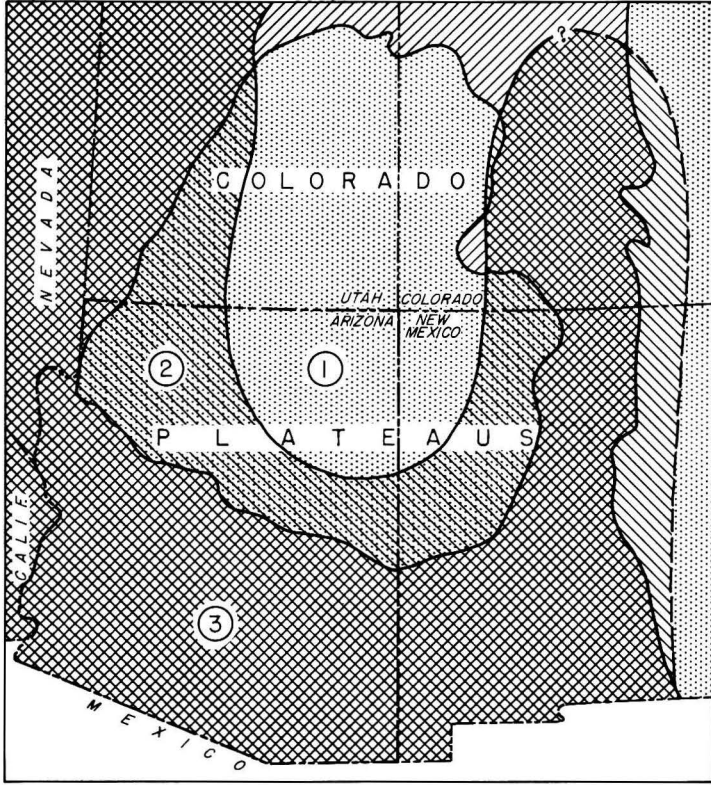 ?
COLORADO
NEVADA
UTAH
COLORADO
ARIZONA
NEW
MEXICO
②
①
PLATEAUS
CALIF.
③
MEXICO